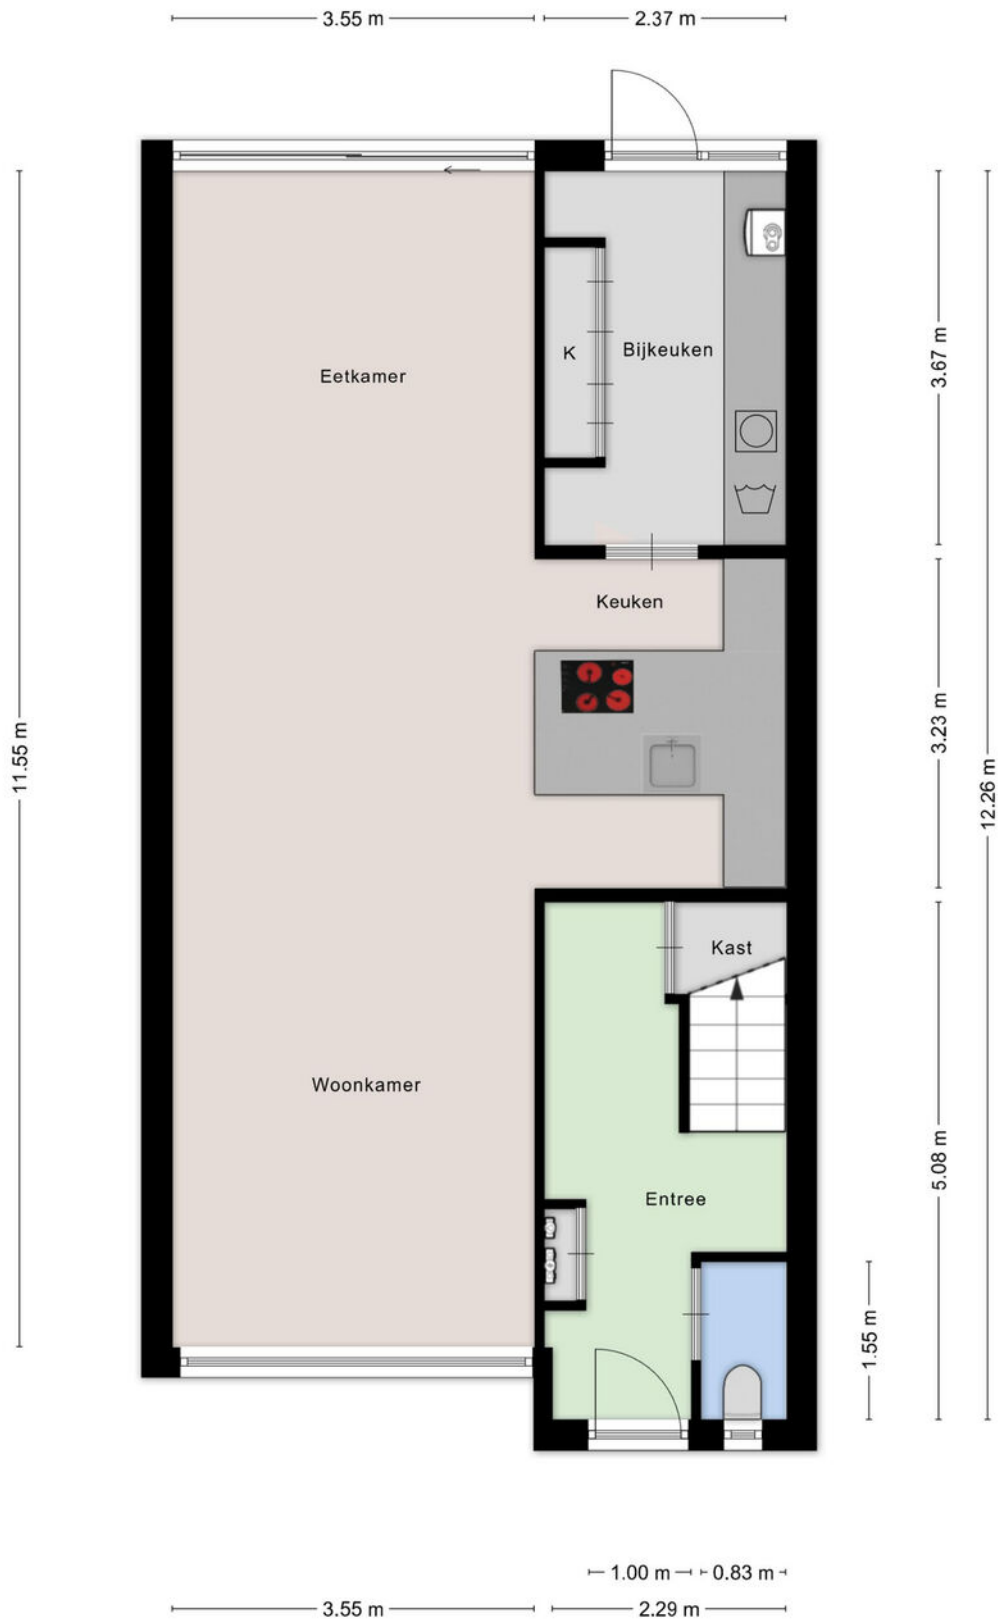 3.55 m
2.37 m
Eetkamer
K
Bijkeuken
3.67 m
Keuken
11.55 m
3.23 m
12.26 m
Kast
Woonkamer
Entree
5.08 m
1.55 m
1.00 m
0.83 m
3.55 m
2.29 m